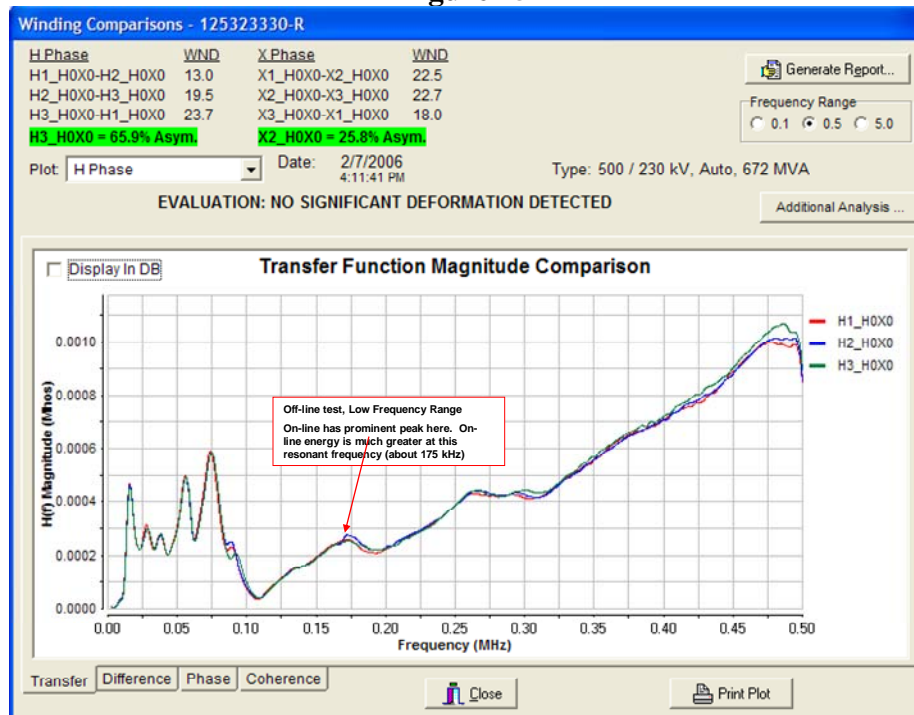 Winding Comparisons - 125323330-R
H Phase WND X Phase WND
H1_H0X0-H2_H0X0 13.0 X1_H0X0-X2_H0X0 22.5
H2_H0X0-H3_H0X0 19.5 X2_H0X0-X3_H0X0 22.7
H3_H0X0-H1_H0X0 23.7 X3_H0X0-X1_H0X0 18.0
H3_H0X0 = 65.9% Asym. X2_H0X0 = 25.8% Asym.
Generate Report...
Frequency Range
0.1 0.5 5.0
Plot: H Phase Date: 2/7/2006
4:11:41 PM
Type: 500 / 230 kV, Auto, 672 MVA
EVALUATION: NO SIGNIFICANT DEFORMATION DETECTED
Additional Analysis ...
Display In DB
Transfer Function Magnitude Comparison
H1_H0X0
H2_H0X0
H3_H0X0
H(f) Magnitude (Mhos)
0.0010
0.0008
0.0006
0.0004
0.0002
0.0000
Off-line test, Low Frequency Range
On-line has prominent peak here. On-
line energy is much greater at this
resonant frequency (about 175 kHz)
0.00 0.05 0.10 0.15 0.20 0.25 0.30 0.35 0.40 0.45 0.50
Frequency (MHz)
Transfer Difference Phase Coherence
Close
Print Plot